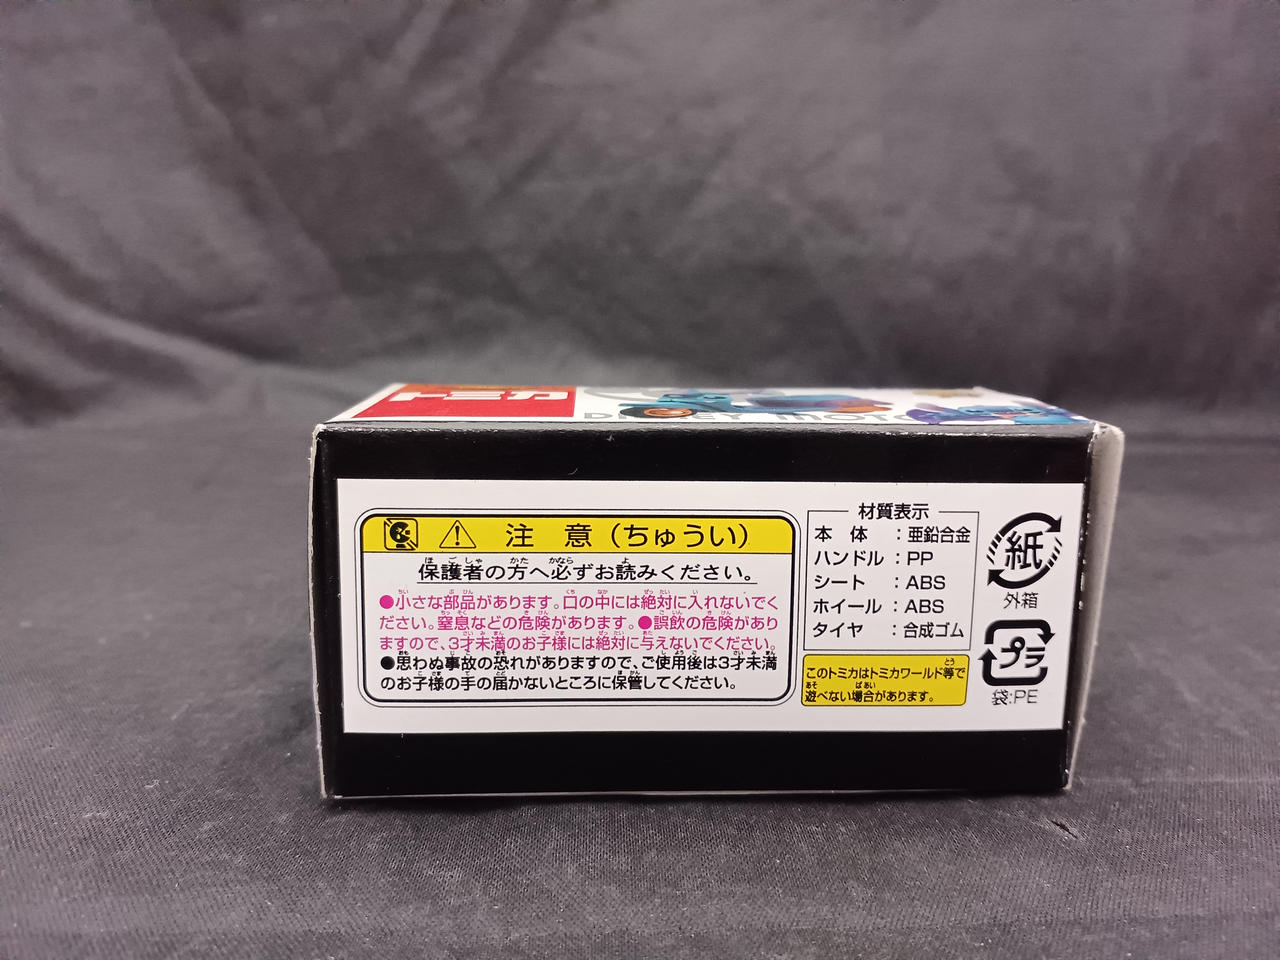 トミカ
DISNEY MOTO
注 意 (ちゅうい)
保護者の方へ必ずお読みください。
●小さな部品があります。口の中には絶対に入れないでく
ださい。窒息などの危険があります。●誤飲の危険があり
ますので、3才未満のお子様には絶対に与えないでください。
●思わぬ事故の恐れがありますので、ご使用後は3才未満
のお子様の手の届かないところに保管してください。
材質表示
本 体 : 亜鉛合金
ハンドル : PP
シート : ABS
ホイール : ABS
タイヤ : 合成ゴム
このトミカはトミカワールド等で
遊べない場合があります。
紙
外箱
プラ
袋:PE